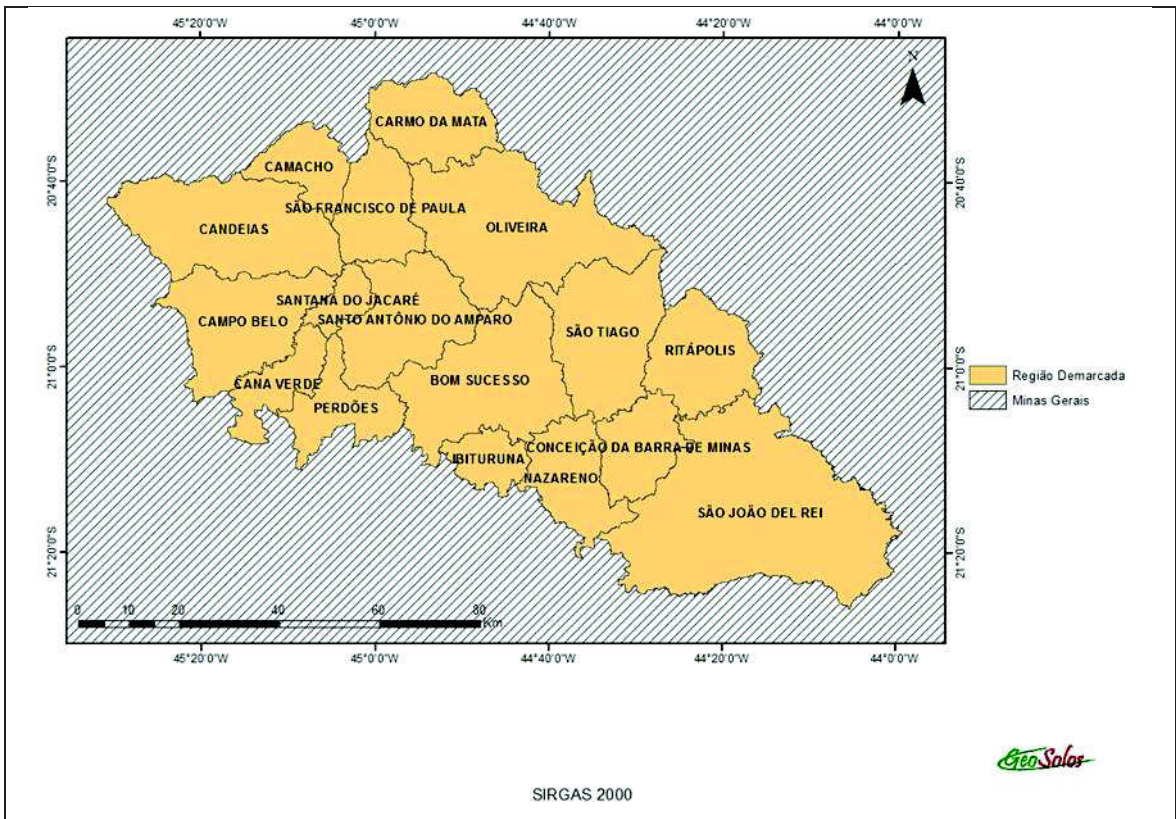 45°20'0"W 45°0'0"W 44°40'0"W 44°20'0"W 44°0'0"W
N
CARMO DA MATA
CAMACHO
20°40'0"S
20°40'0"S
SÃO FRANCISCO DE PAULA
CANDEIAS
OLIVEIRA
SANTANA DO JACARÉ
CAMPO BELO
SANTO ANTÔNIO DO AMPARO
SÃO TIAGO
RITÁPOLIS
21°0'0"S
21°0'0"S
Região Demarcada
Minas Gerais
CANA VERDE
BOM SUCESSO
PERDÕES
CONCEIÇÃO DA BARRA DE MINAS
IBITURUNA
NAZARENO
SÃO JOÃO DEL REI
21°20'0"S
21°20'0"S
0 10 20 40 60 80
Km
45°20'0"W 45°0'0"W 44°40'0"W 44°20'0"W 44°0'0"W
GeoSolos
SIRGAS 2000